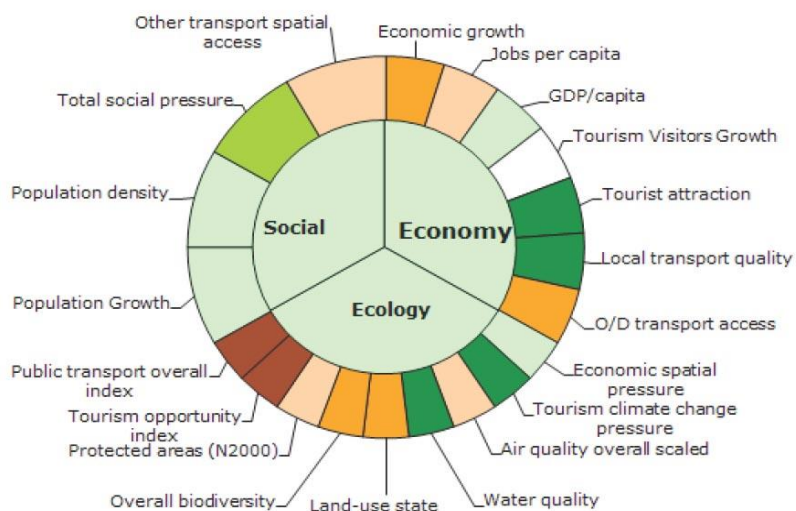 Other transport spatial
access
Economic growth
Jobs per capita
Total social pressure
GDP/capita
Tourism Visitors Growth
Population density
Tourist attraction
Social
Economy
Local transport quality
Population Growth
Ecology
O/D transport access
Public transport overall
index
Economic spatial
pressure
Tourism opportunity
index
Tourism climate change
pressure
Protected areas (N2000)
Air quality overall scaled
Overall biodiversity
Land-use state
Water quality